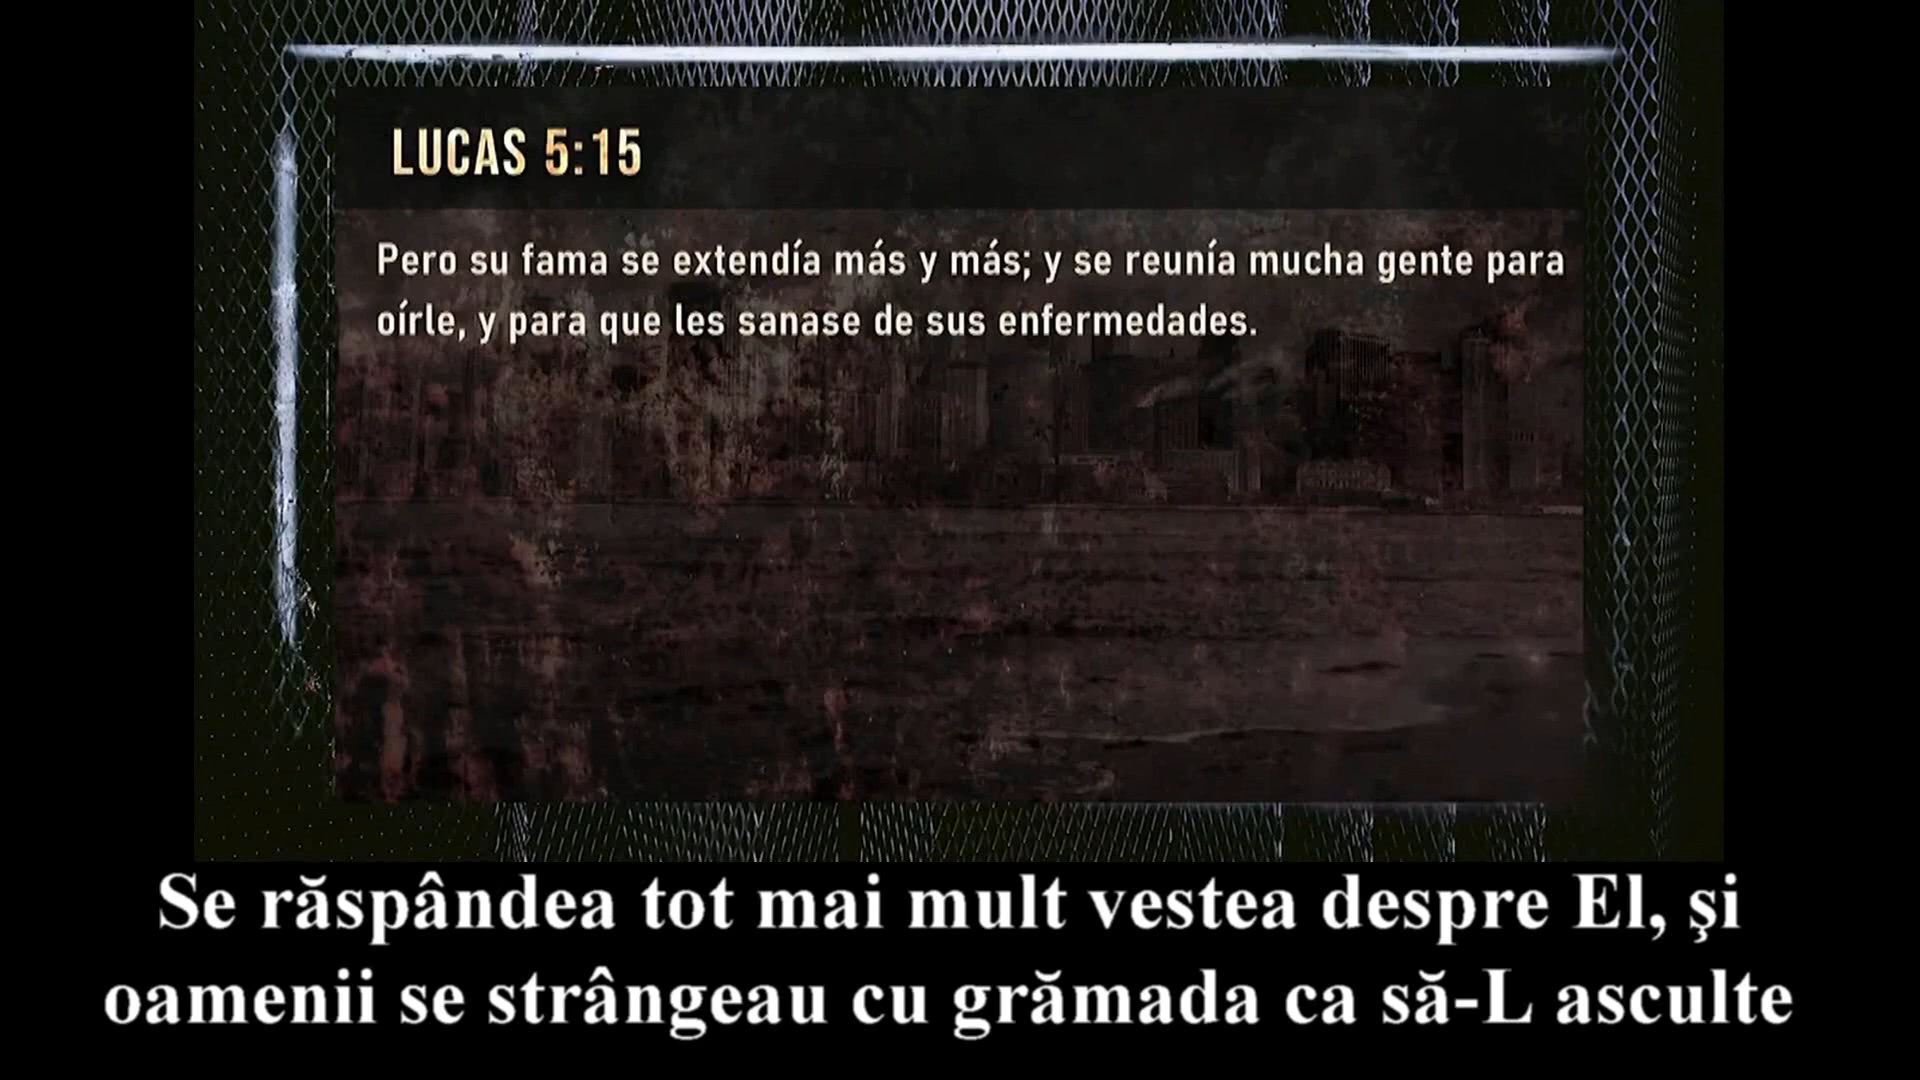 LUCAS 5:15
Pero su fama se extendía más y más; y se reunía mucha gente para
oírle, y para que les sanase de sus enfermedades.
Se răspândea tot mai mult vestea despre El, şi
oamenii se strângeau cu grămada ca să-L asculte